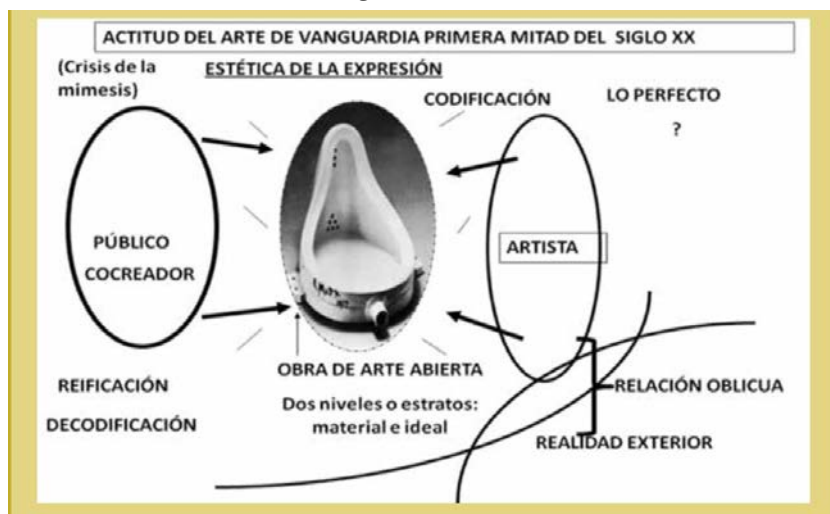 ACTITUD DEL ARTE DE VANGUARDIA PRIMERA MITAD DEL SIGLO XX
(Crisis de la
mimesis)
ESTÉTICA DE LA EXPRESIÓN
CODIFICACIÓN
LO PERFECTO
?
PÚBLICO
COCREADOR
ARTISTA
OBRA DE ARTE ABIERTA
Dos niveles o estratos:
material e ideal
REIFICACIÓN
DECODIFICACIÓN
RELACIÓN OBLICUA
REALIDAD EXTERIOR